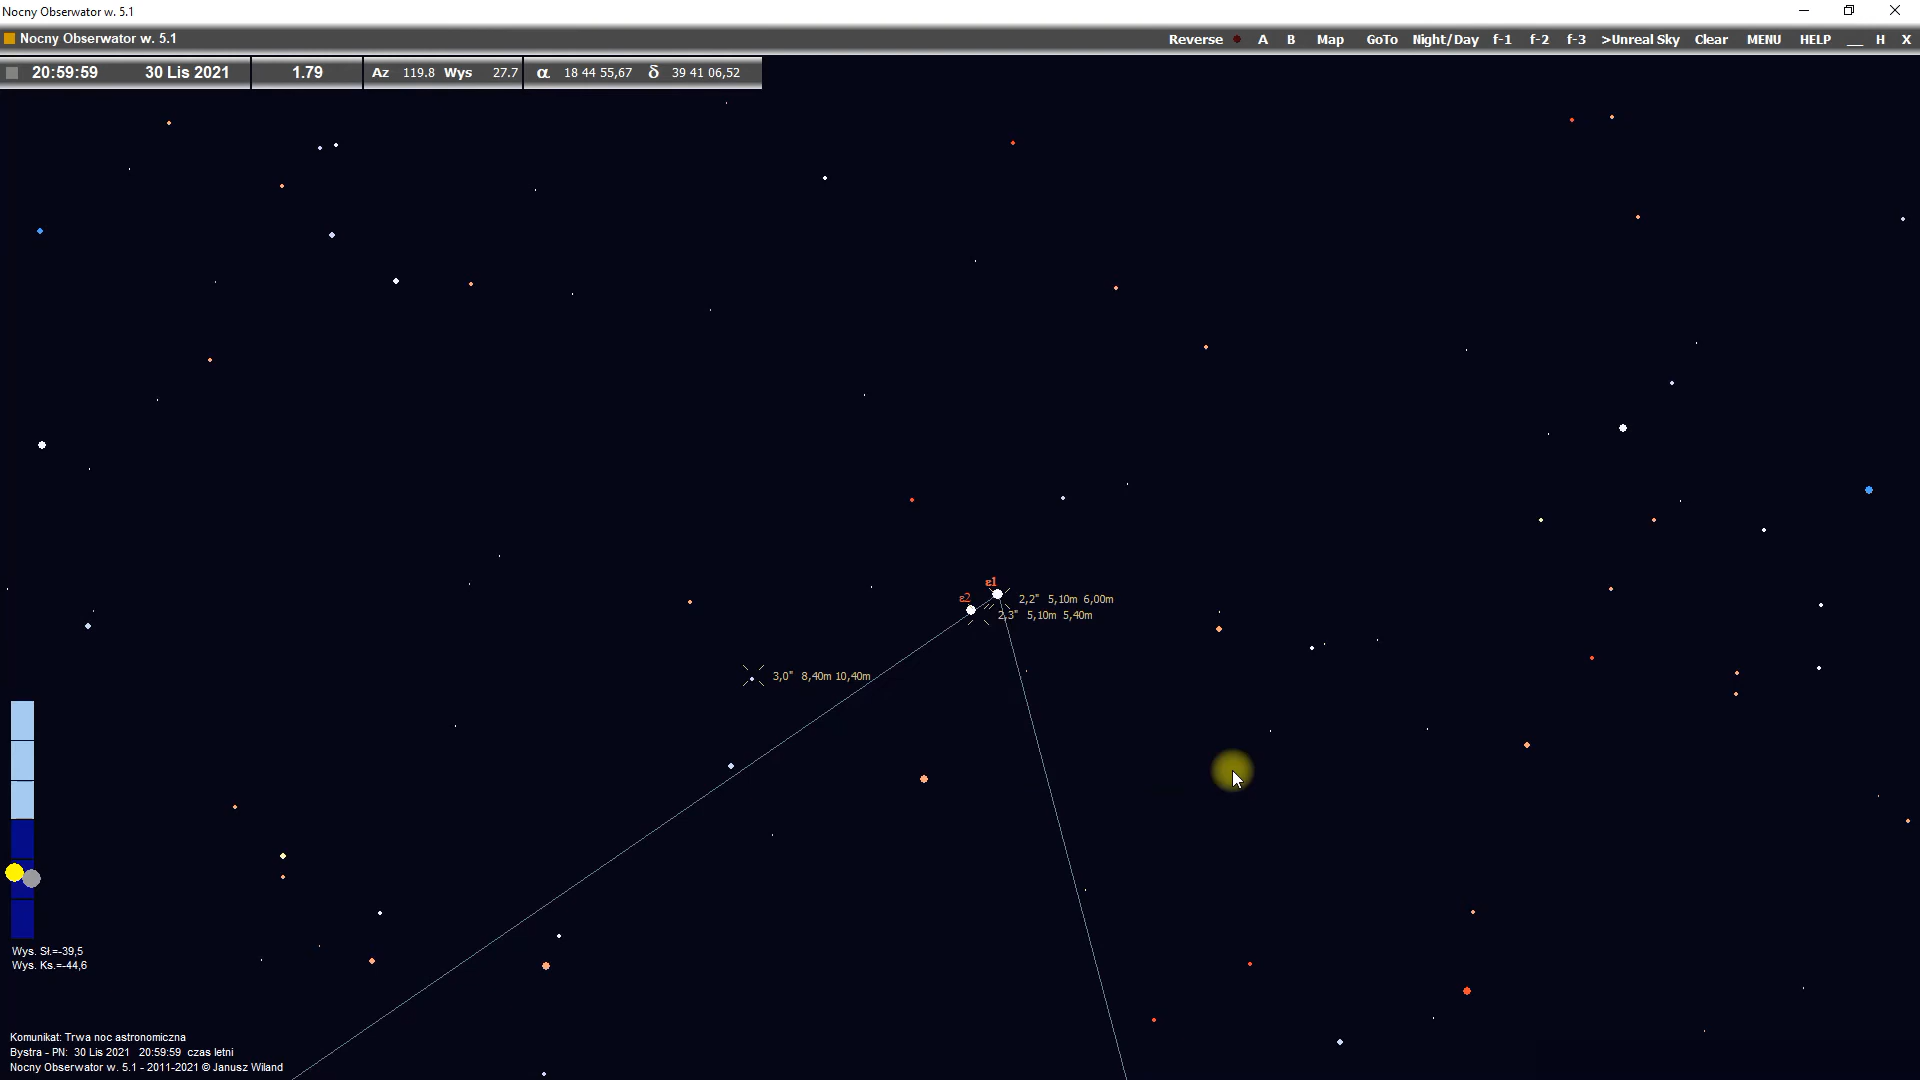 Nocny Obserwator w. 5.1
Nocny Obserwator w. 5.1
Reverse A B Map GoTo Night/Day f-1 f-2 f-3 >Unreal Sky Clear MENU HELP __ H X
20:59:59 30 Lis 2021 1.79 Az 119.8 Wys 27.7 α 18 44 55,67 δ 39 41 06,52
ε1
ε2
2,2" 5,10m 6,00m
2,3" 5,10m 5,40m
3,0" 8,40m 10,40m
Wys. Sł.=-39,5
Wys. Ks.=-44,6
Komunikat: Trwa noc astronomiczna
Bystra - PN: 30 Lis 2021 20:59:59 czas letni
Nocny Obserwator w. 5.1 - 2011-2021 © Janusz Wiland